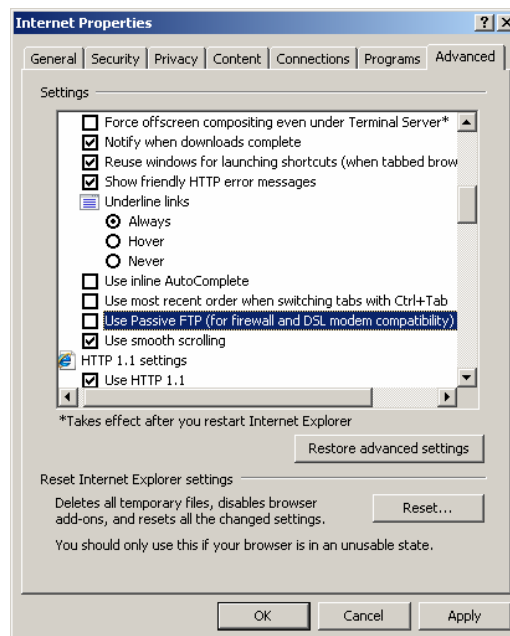 Internet Properties
General Security Privacy Content Connections Programs Advanced
Settings
Force offscreen compositing even under Terminal Server*
Notify when downloads complete
Reuse windows for launching shortcuts (when tabbed brow
Show friendly HTTP error messages
Underline links
Always
Hover
Never
Use inline AutoComplete
Use most recent order when switching tabs with Ctrl+Tab
Use Passive FTP (for firewall and DSL modem compatibility)
Use smooth scrolling
HTTP 1.1 settings
Use HTTP 1.1
*Takes effect after you restart Internet Explorer
Restore advanced settings
Reset Internet Explorer settings
Deletes all temporary files, disables browser
add-ons, and resets all the changed settings.
Reset...
You should only use this if your browser is in an unusable state.
OK Cancel Apply